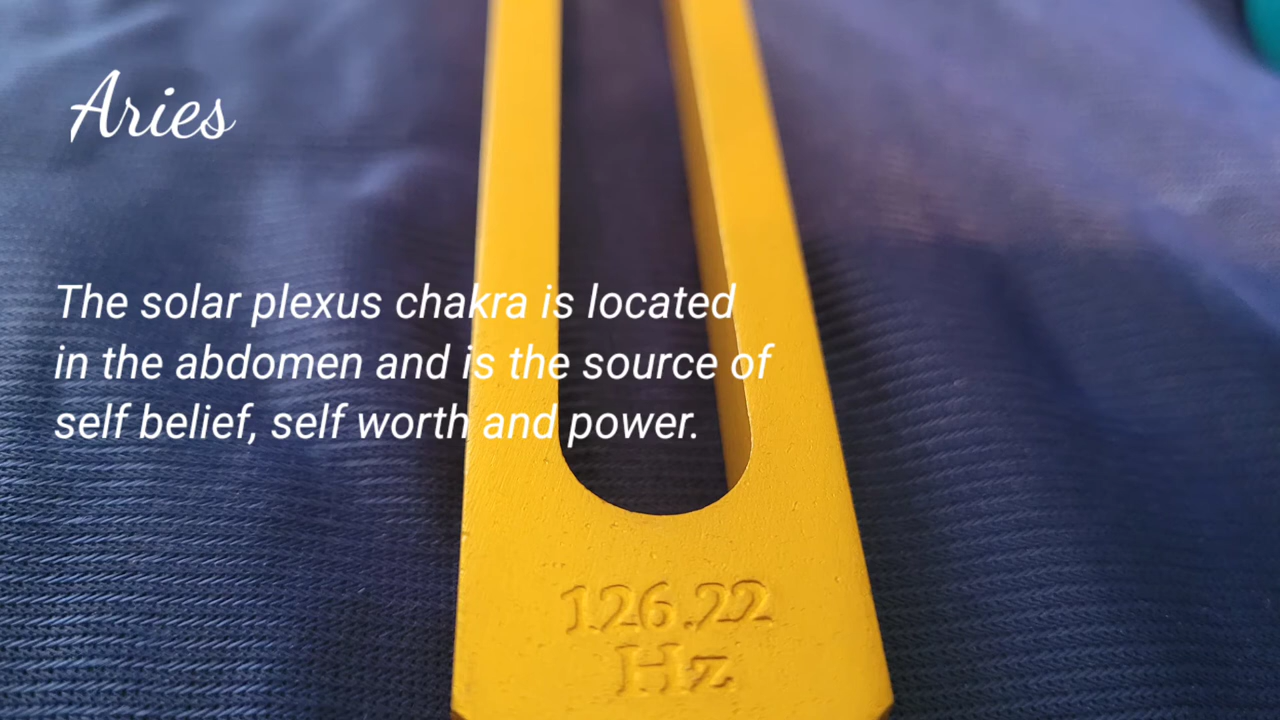 Aries
The solar plexus chakra is located
in the abdomen and is the source of
self belief, self worth and power.
126.22
Hz